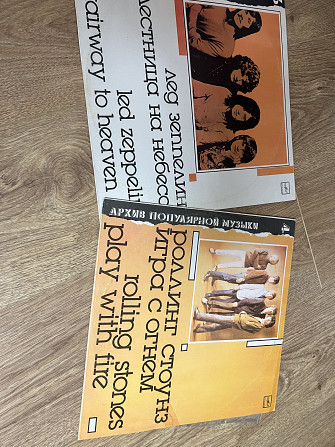 лед зеппелин
лестница на небеса
led zeppelin
tairway to heaven
АРХИВ ПОПУЛЯРНОЙ МУЗЫКИ
роллинг стоунз
игра с огнем
rolling stones
play with fire